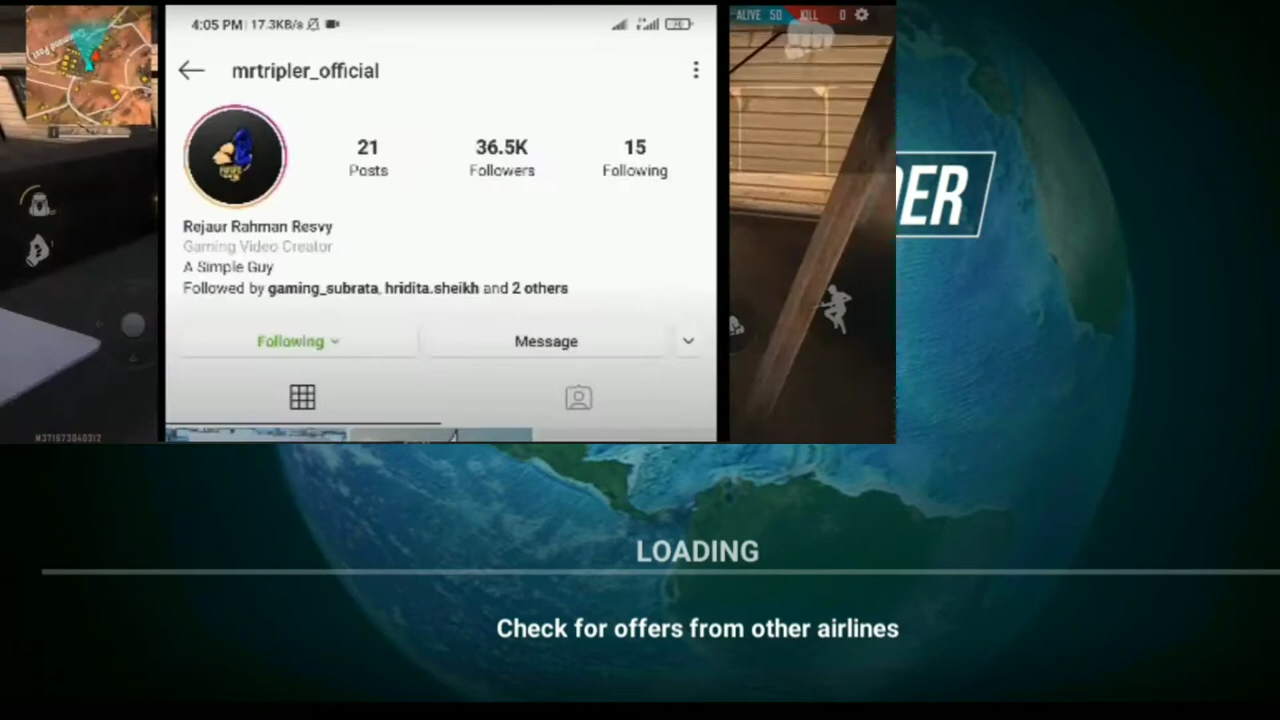 4:05 PM 17.3KB/s
ALIVE 50 KILL 0
mrtripler_official
21
Posts
36.5K
Followers
15
Following
Rejaur Rahman Resvy
Gaming Video Creator
A Simple Guy
Followed by gaming_subrata, hridita.sheikh and 2 others
Following
Message
DER
LOADING
Check for offers from other airlines